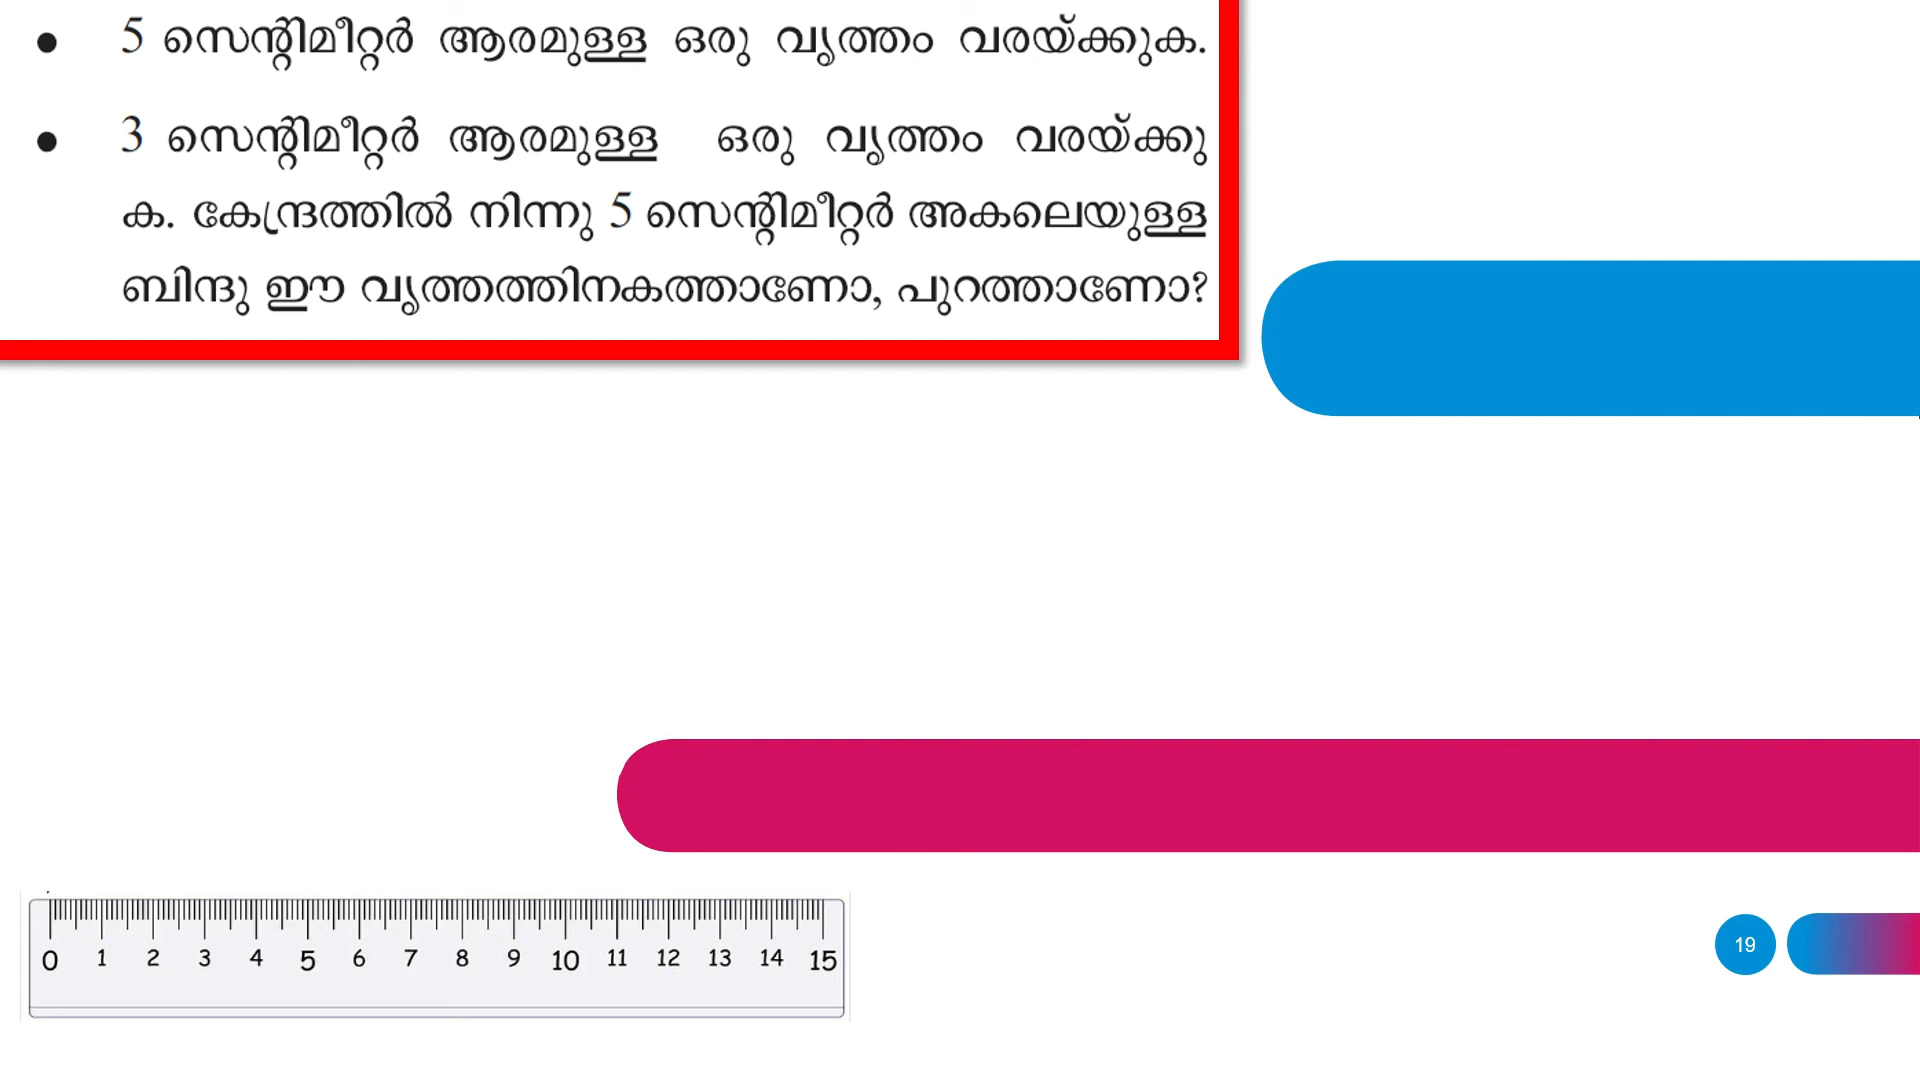 • 5 സെന്റിമീറ്റർ ആരമുള്ള ഒരു വൃത്തം വരയ്ക്കുക.
• 3 സെന്റിമീറ്റർ ആരമുള്ള ഒരു വൃത്തം വരയ്ക്കു
ക. കേന്ദ്രത്തിൽ നിന്നു 5 സെന്റിമീറ്റർ അകലെയുള്ള
ബിന്ദു ഈ വൃത്തത്തിനകത്താണോ, പുറത്താണോ?
0 1 2 3 4 5 6 7 8 9 10 11 12 13 14 15
19